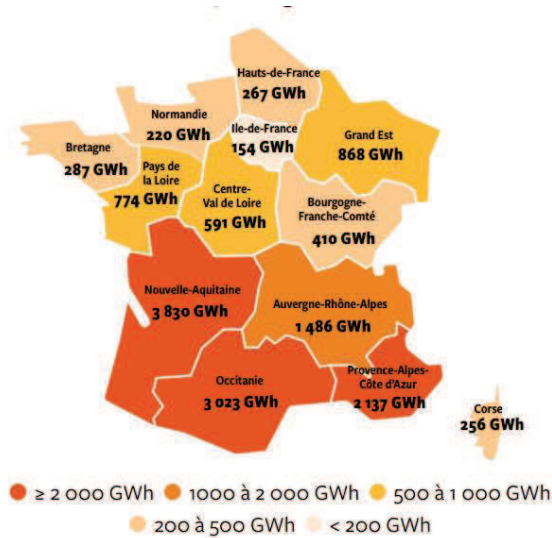 Hauts-de-France
267 GWh
Normandie
220 GWh
Ile-de-France
154 GWh
Grand Est
868 GWh
Bretagne
287 GWh
Pays de
la Loire
774 GWh
Centre-
Val de Loire
591 GWh
Bourgogne-
Franche-Comté
410 GWh
Nouvelle-Aquitaine
3 830 GWh
Auvergne-Rhône-Alpes
1 486 GWh
Occitanie
3 023 GWh
Provence-Alpes-
Côte d'Azur
2 137 GWh
Corse
256 GWh
≥ 2 000 GWh
1000 à 2 000 GWh
500 à 1 000 GWh
200 à 500 GWh
< 200 GWh